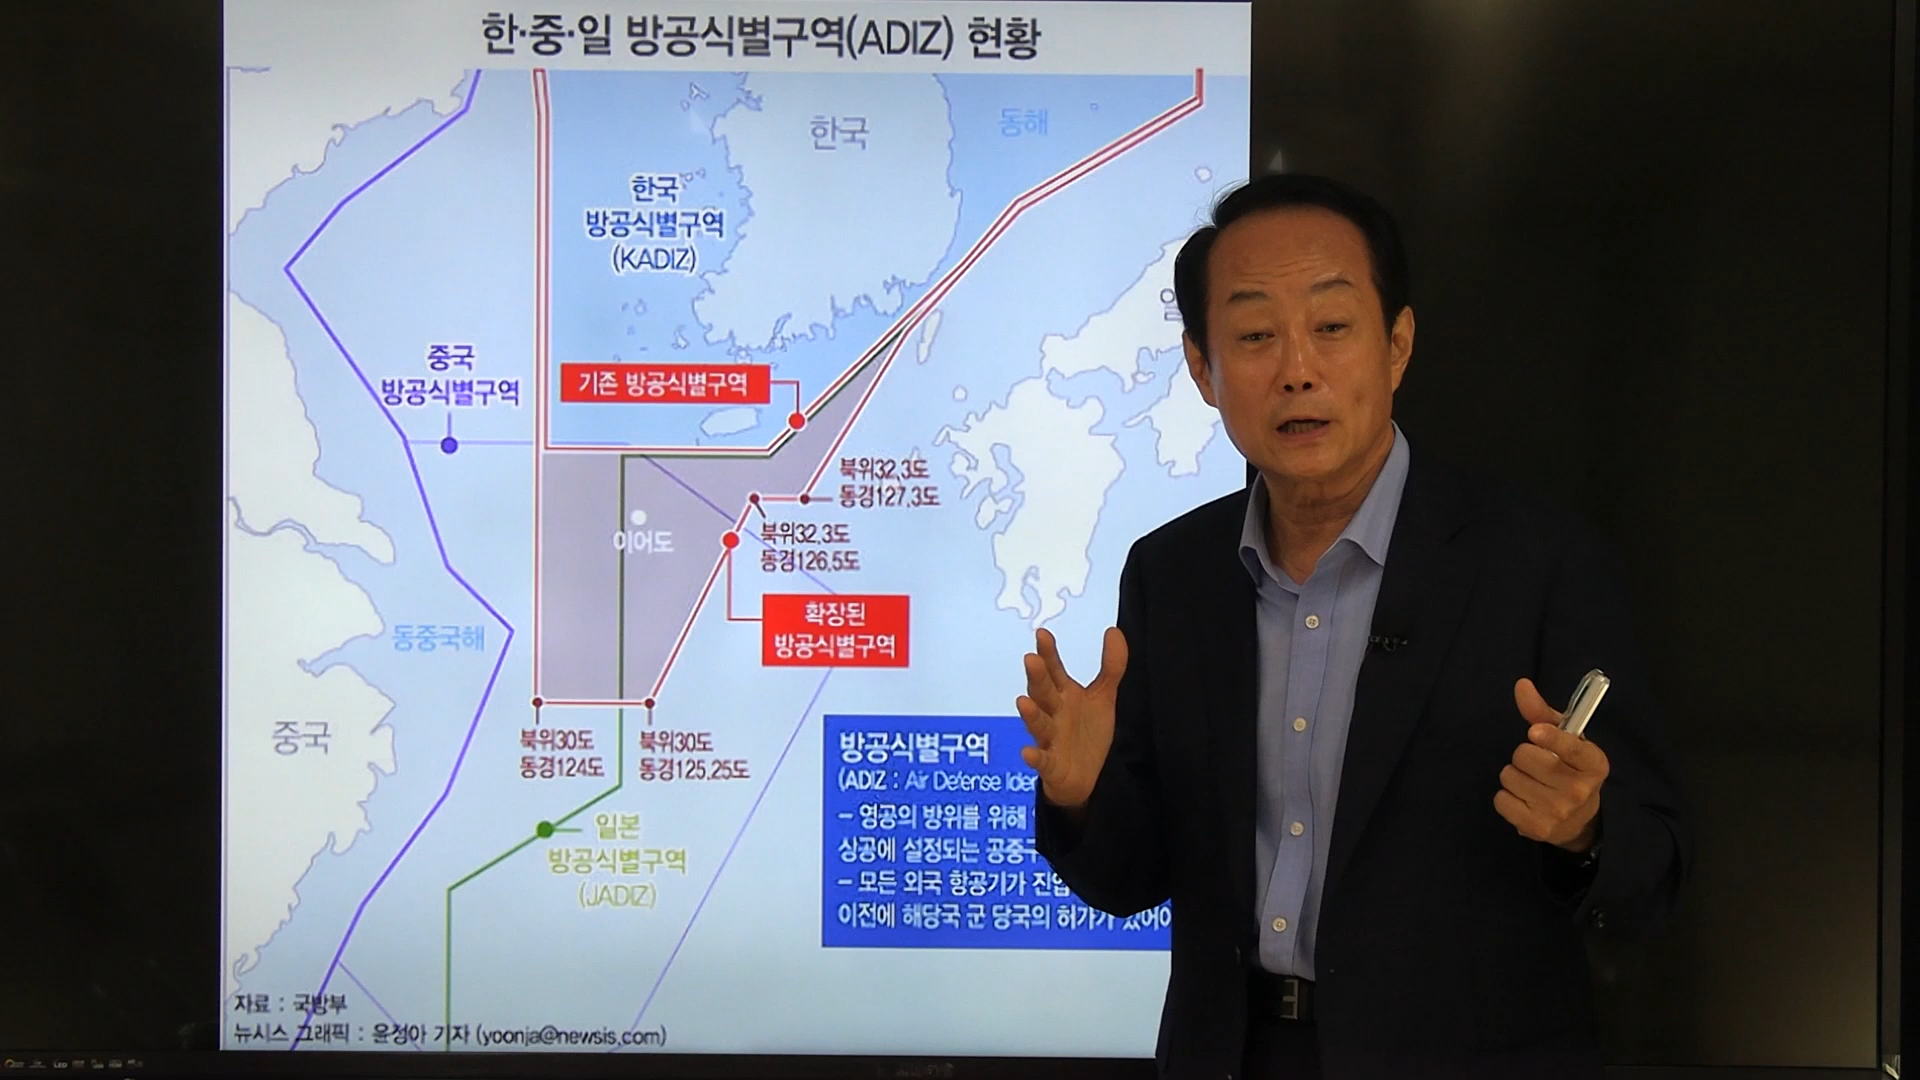 한·중·일 방공식별구역(ADIZ) 현황
한국
동해
한국
방공식별구역
(KADIZ)
중국
방공식별구역
기존 방공식별구역
북위32.3도
동경127.3도
이어도
북위32.3도
동경126.5도
확장된
방공식별구역
동중국해
중국
북위30도
동경124도
북위30도
동경125.25도
일본
방공식별구역
(JADIZ)
방공식별구역
(ADIZ : Air Defense
– 영공의 방위를 위해
상공에 설정되는
– 모든 외국 항공기가
이전에 해당국 군 당국의 허가가
자료 : 국방부
뉴시스 그래픽 : 윤정아 기자 (yoonja@newsis.com)